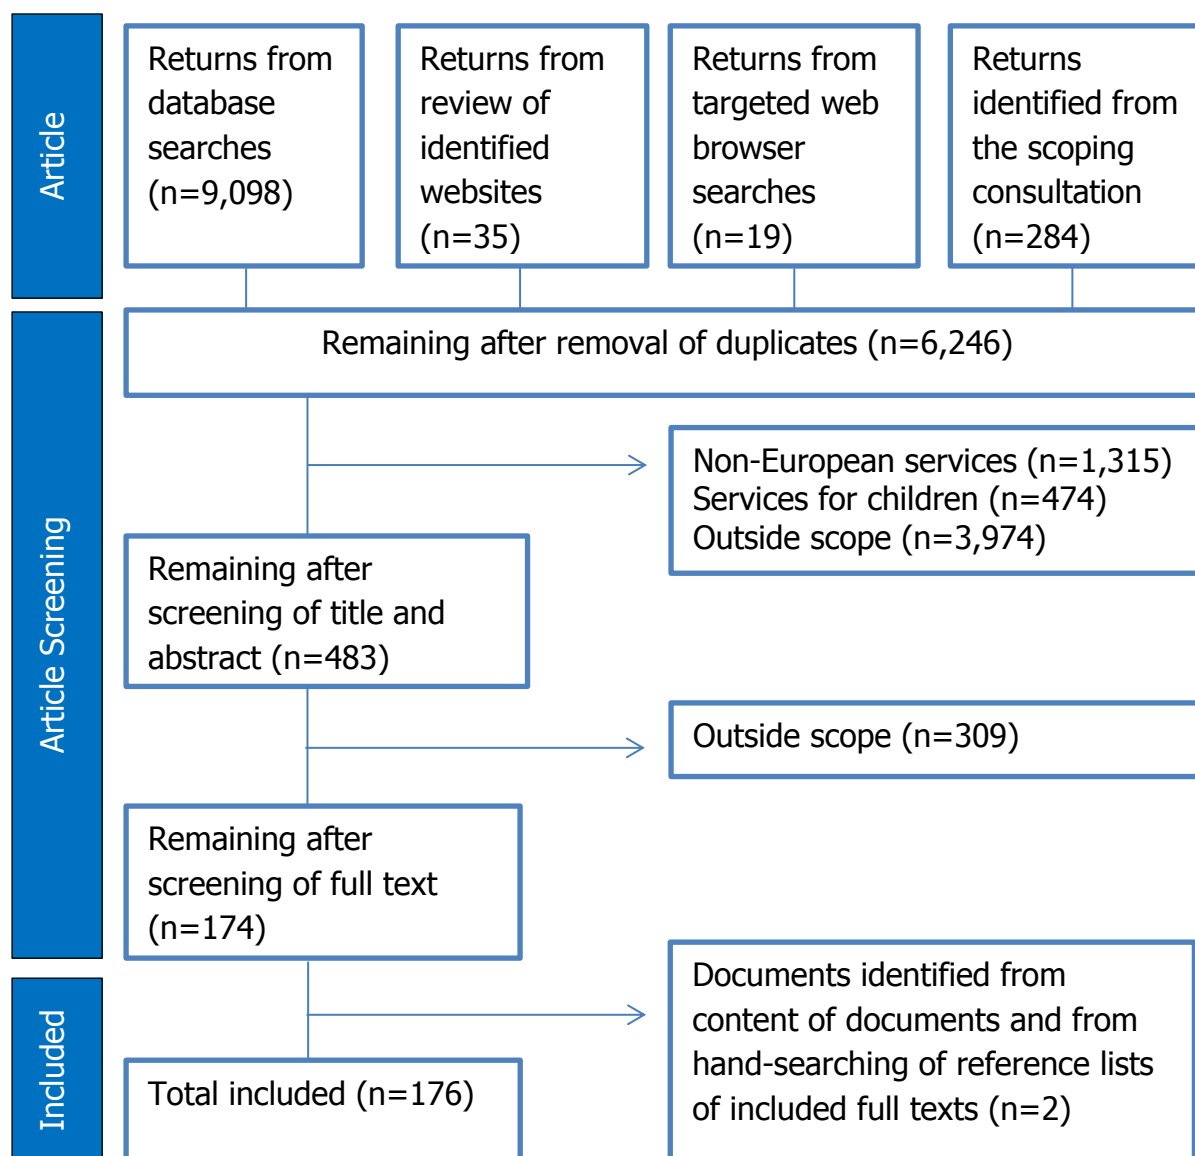 Article
Returns from
database
searches
(n=9,098)
Returns from
review of
identified
websites
(n=35)
Returns from
targeted web
browser
searches
(n=19)
Returns
identified from
the scoping
consultation
(n=284)
Article Screening
Remaining after removal of duplicates (n=6,246)
Non-European services (n=1,315)
Services for children (n=474)
Outside scope (n=3,974)
Remaining after
screening of title and
abstract (n=483)
Outside scope (n=309)
Remaining after
screening of full text
(n=174)
Included
Documents identified from
content of documents and from
hand-searching of reference lists
of included full texts (n=2)
Total included (n=176)